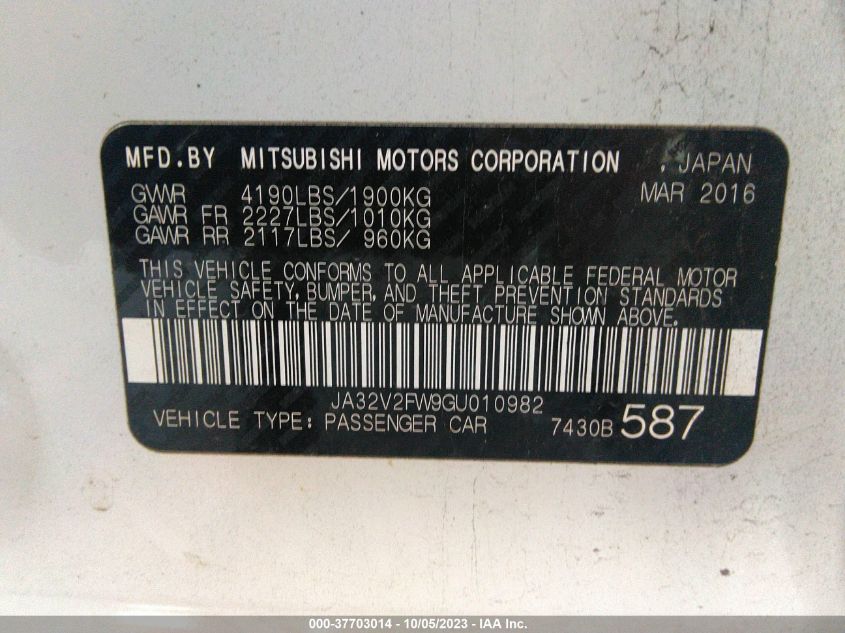 MFD.BY MITSUBISHI MOTORS CORPORATION , JAPAN
GVWR 4190LBS/1900KG MAR 2016
GAWR FR 2227LBS/1010KG
GAWR RR 2117LBS/ 960KG
THIS VEHICLE CONFORMS TO ALL APPLICABLE FEDERAL MOTOR
VEHICLE SAFETY, BUMPER, AND THEFT PREVENTION STANDARDS
IN EFFECT ON THE DATE OF MANUFACTURE SHOWN ABOVE.
JA32V2FW9GU010982
VEHICLE TYPE: PASSENGER CAR 7430B 587
000-37703014 - 10/05/2023 - IAA Inc.